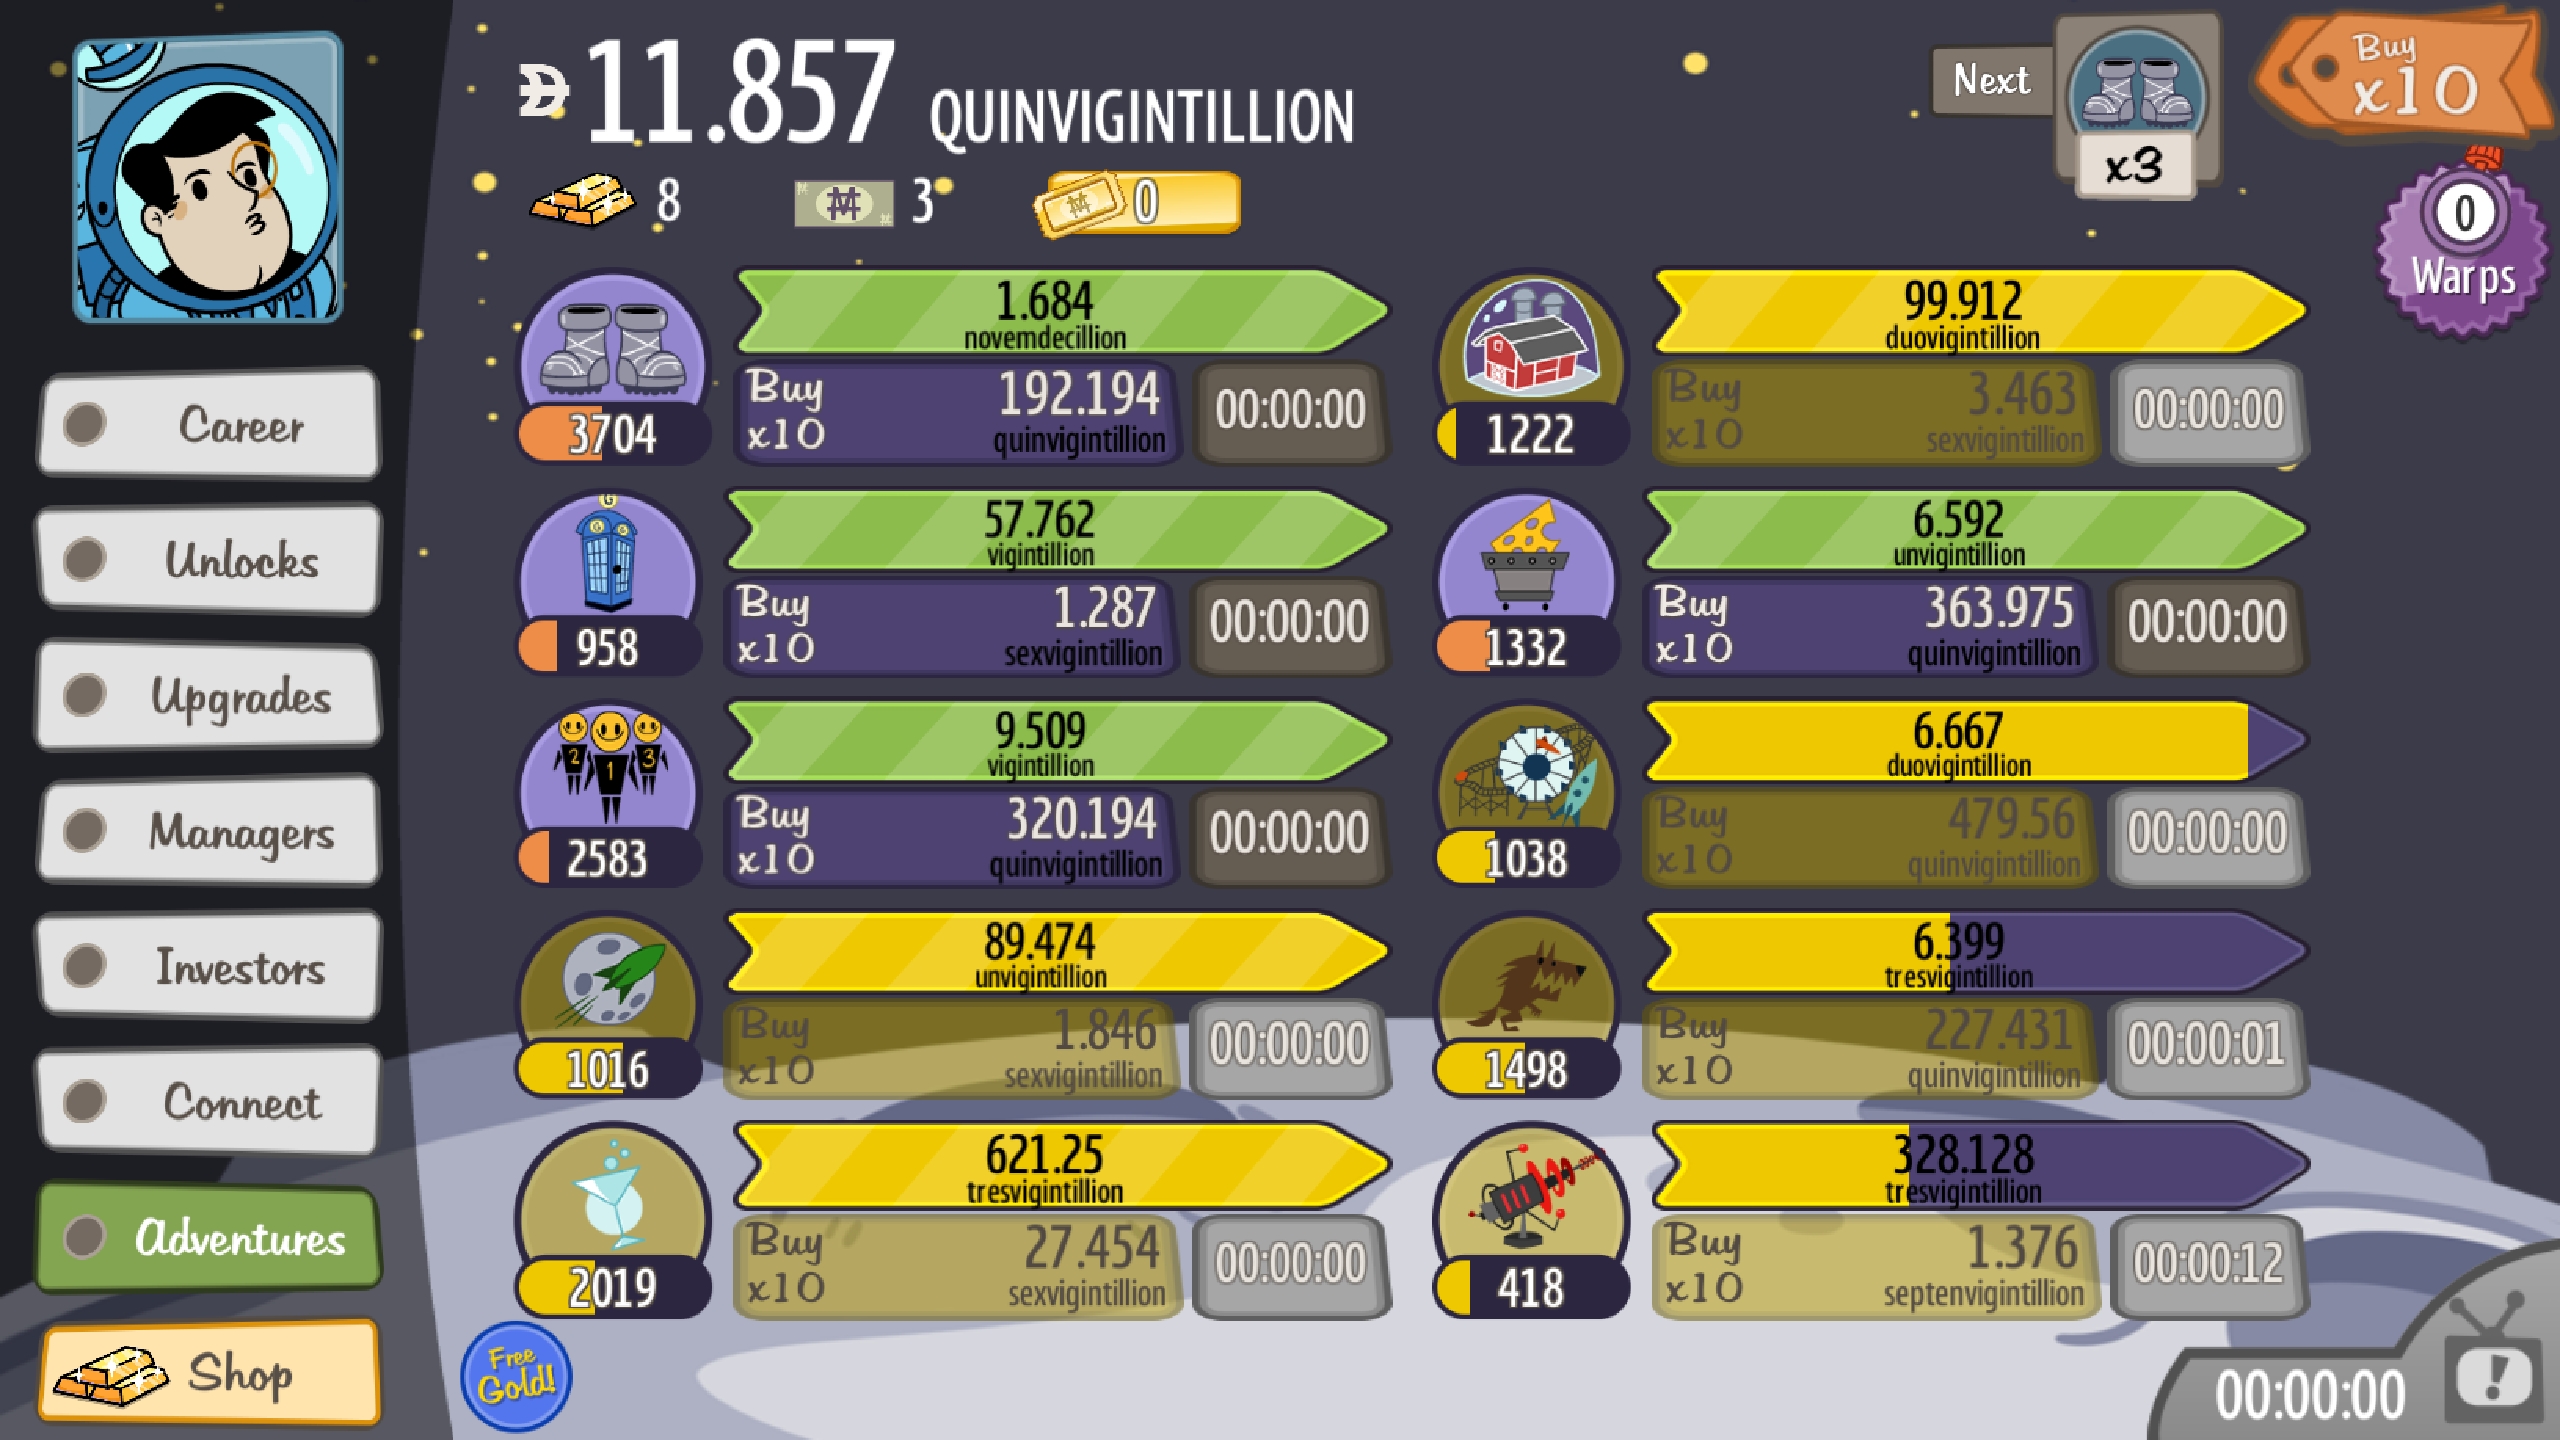 11.857 QUINVIGINTILLION
8 3 0
Next
x3
Buy
x10
0
Warps
Career
Unlocks
Upgrades
Managers
Investors
Connect
Adventures
Shop
1.684
novemdecillion
Buy
x10
192.194
quinvigintillion
00:00:00
3704
99.912
duovigintillion
Buy
x10
3.463
sexvigintillion
00:00:00
1222
57.762
vigintillion
Buy
x10
1.287
sexvigintillion
00:00:00
958
6.592
unvigintillion
Buy
x10
363.975
quinvigintillion
00:00:00
1332
9.509
vigintillion
2 1 3
Buy
x10
320.194
quinvigintillion
00:00:00
2583
6.667
duovigintillion
Buy
x10
479.56
quinvigintillion
00:00:00
1038
89.474
unvigintillion
Buy
x10
1.846
sexvigintillion
00:00:00
1016
6.399
tresvigintillion
Buy
x10
227.431
quinvigintillion
00:00:01
1498
621.25
tresvigintillion
Buy
x10
27.454
sexvigintillion
00:00:00
2019
328.128
tresvigintillion
Buy
x10
1.376
septenvigintillion
00:00:12
418
Free
Gold!
00:00:00
!